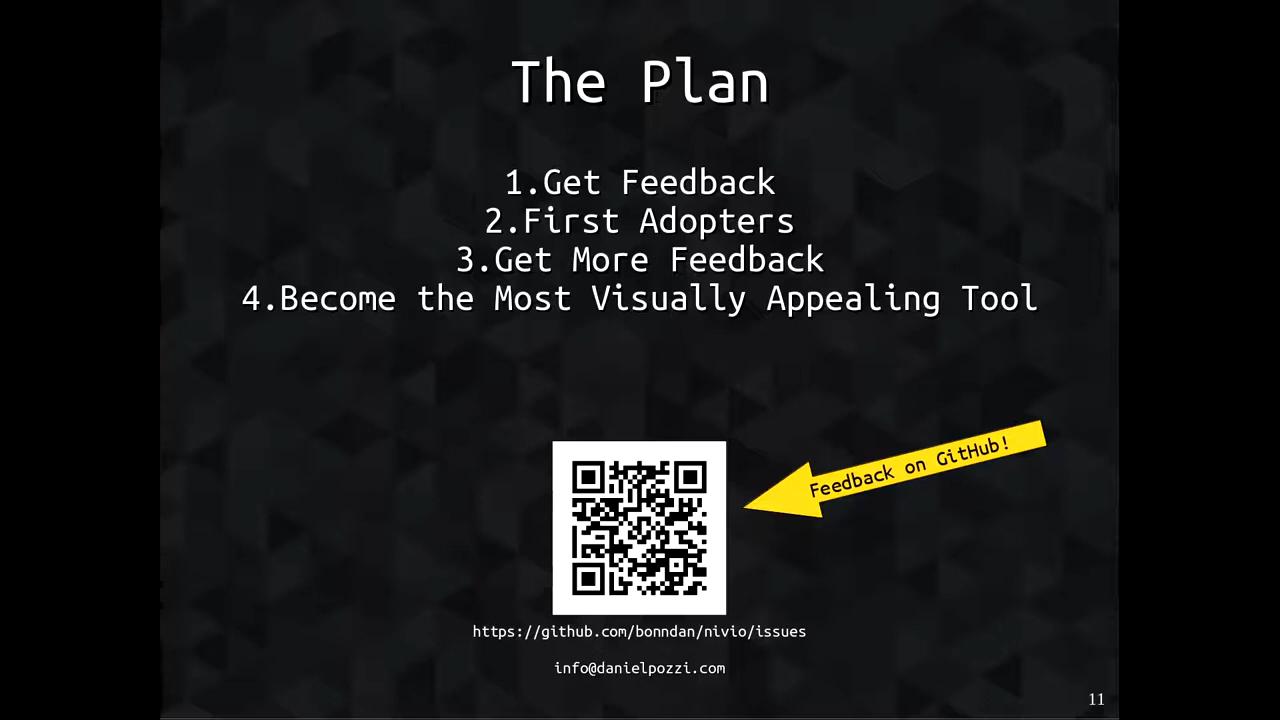 The Plan
1.Get Feedback
2.First Adopters
3.Get More Feedback
4.Become the Most Visually Appealing Tool
Feedback on GitHub!
https://github.com/bonndan/nivio/issues
info@danielpozzi.com
11